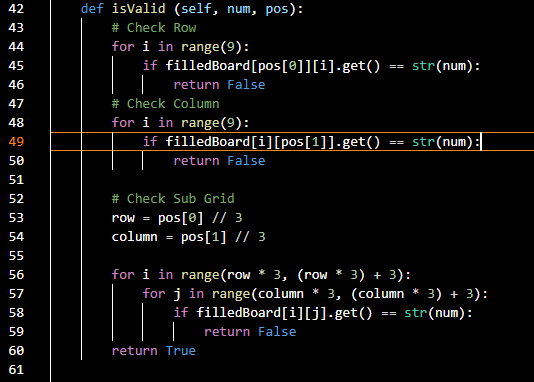 42 def isValid (self, num, pos):
43 # Check Row
44 for i in range(9):
45 if filledBoard[pos[0]][i].get() == str(num):
46 return False
47 # Check Column
48 for i in range(9):
49 if filledBoard[i][pos[1]].get() == str(num):
50 return False
51
52 # Check Sub Grid
53 row = pos[0] // 3
54 column = pos[1] // 3
55
56 for i in range(row * 3, (row * 3) + 3):
57 for j in range(column * 3, (column * 3) + 3):
58 if filledBoard[i][j].get() == str(num):
59 return False
60 return True
61